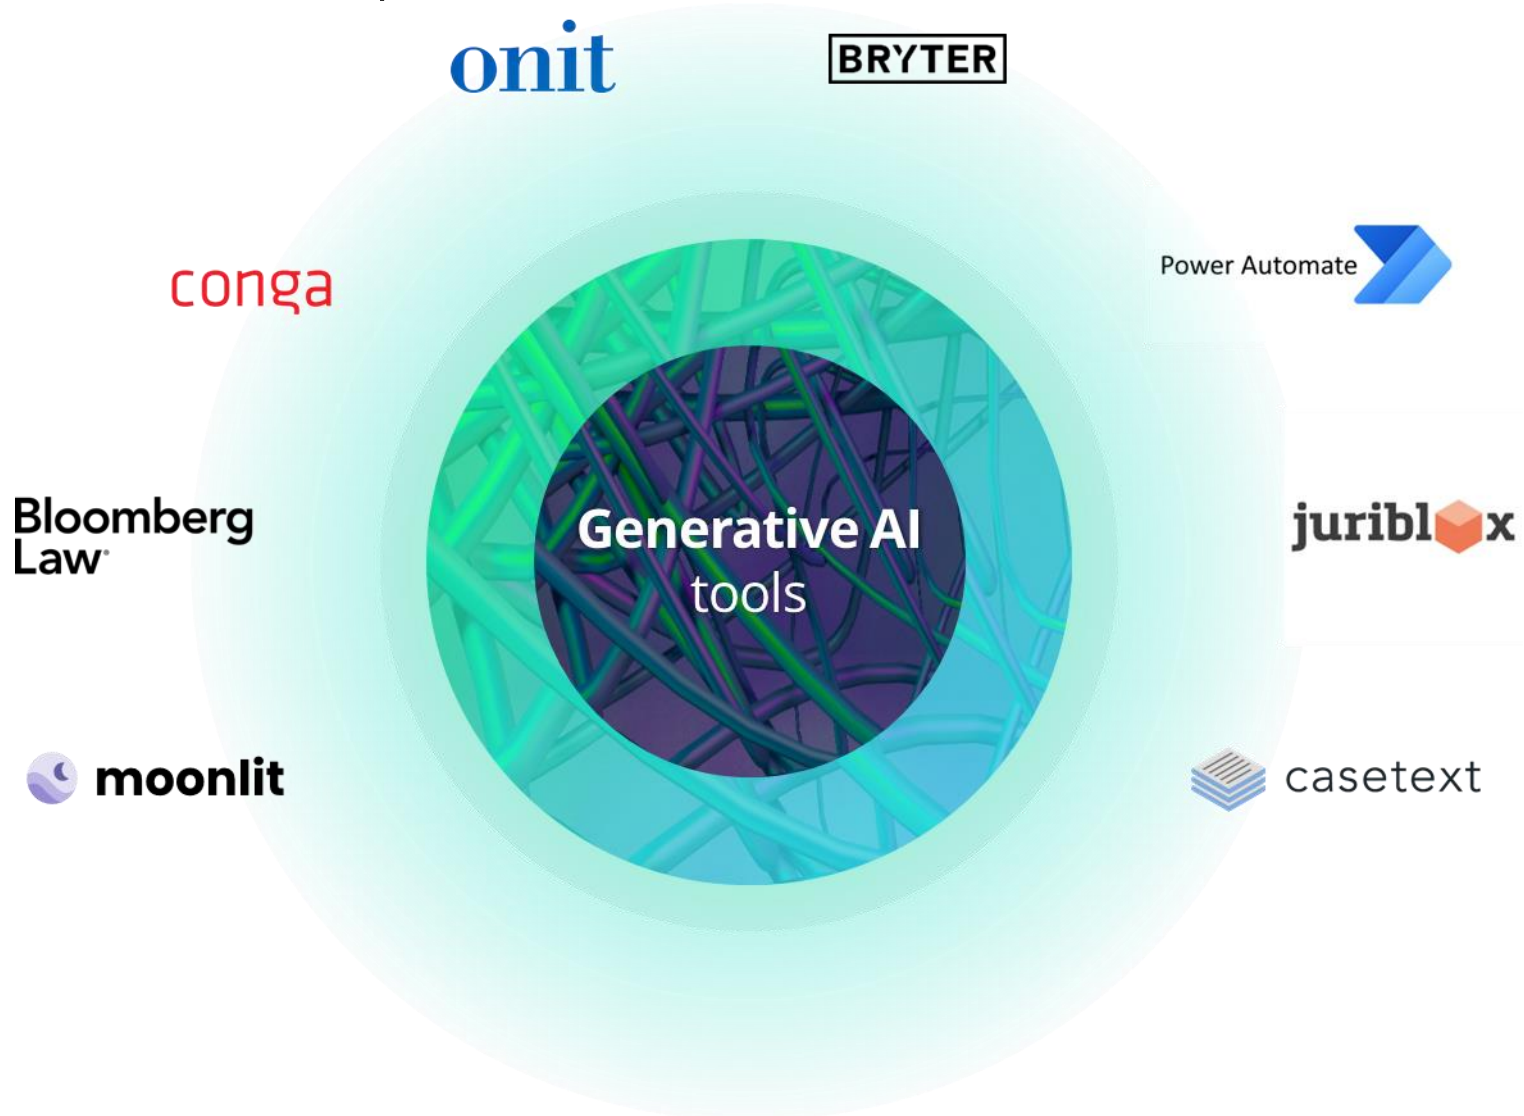 onit
BRYTER
Power Automate
conga
Bloomberg
Law
juriblox
Generative AI
tools
moonlit
casetext